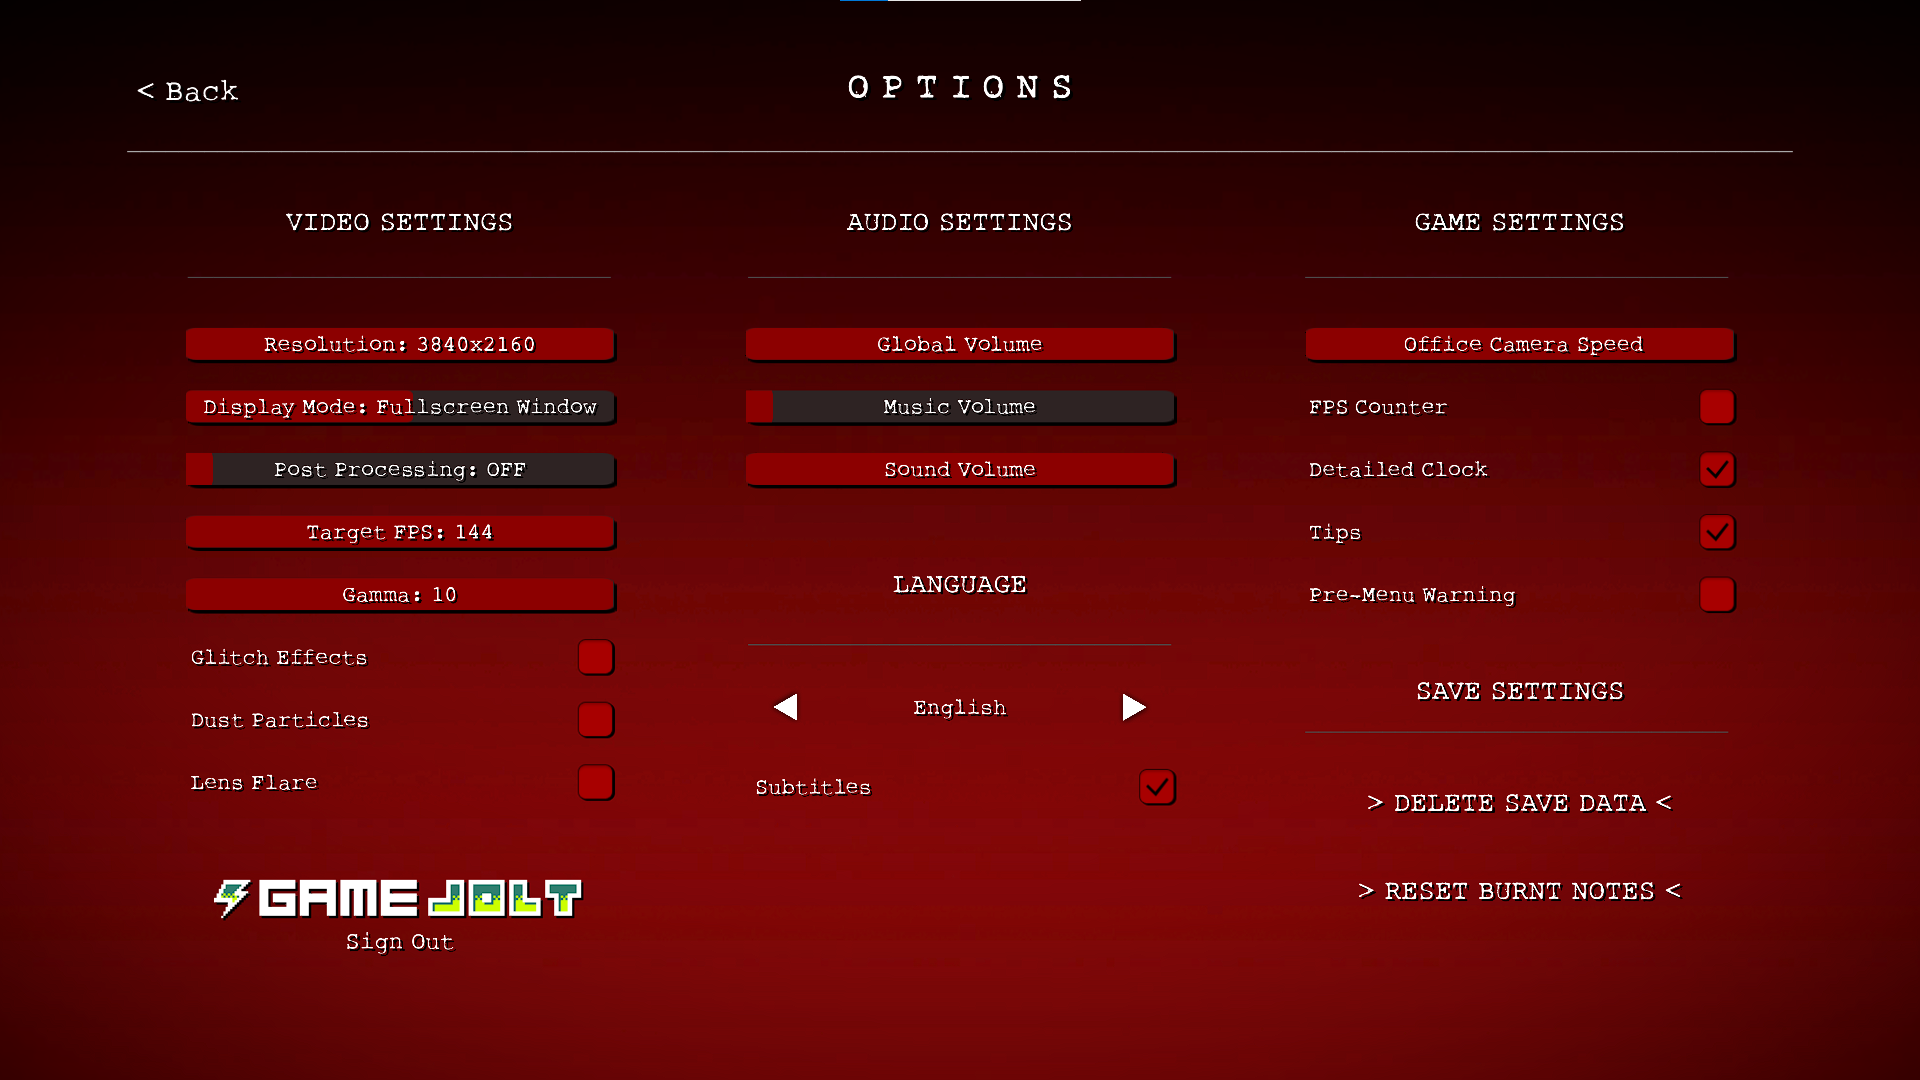 < Back
OPTIONS
VIDEO SETTINGS
Resolution: 3840x2160
Display Mode: Fullscreen Window
Post Processing: OFF
Target FPS: 144
Gamma: 10
Glitch Effects
Dust Particles
Lens Flare
GAME JOLT
Sign Out
AUDIO SETTINGS
Global Volume
Music Volume
Sound Volume
LANGUAGE
English
Subtitles
GAME SETTINGS
Office Camera Speed
FPS Counter
Detailed Clock
Tips
Pre-Menu Warning
SAVE SETTINGS
> DELETE SAVE DATA <
> RESET BURNT NOTES <